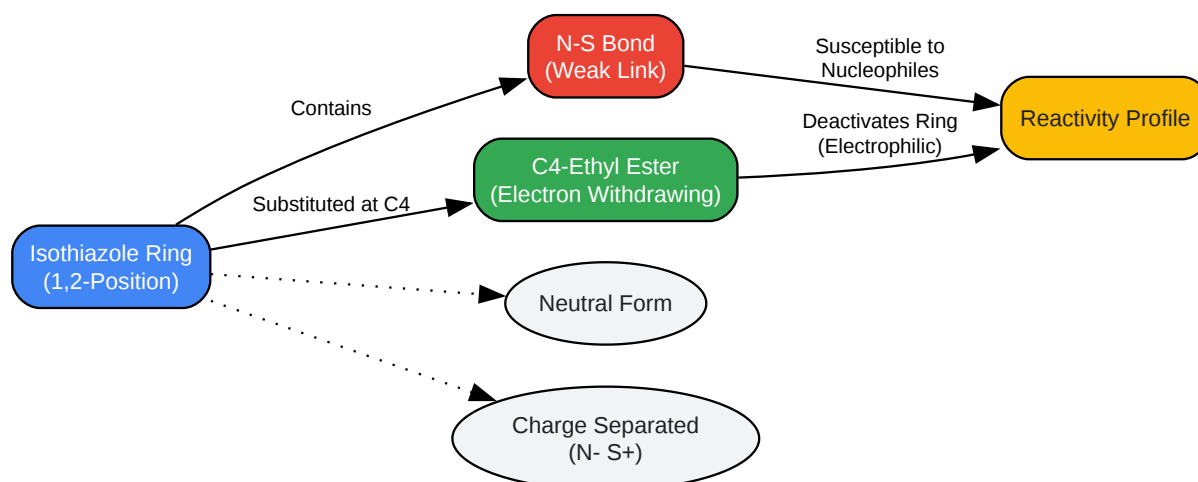 N-S Bond
(Weak Link)
Susceptible to
Nucleophiles
Contains
Reactivity Profile
Deactivates Ring
(Electrophilic)
C4-Ethyl Ester
(Electron Withdrawing)
Substituted at C4
Isothiazole Ring
(1,2-Position)
Neutral Form
Charge Separated
(N- S+)